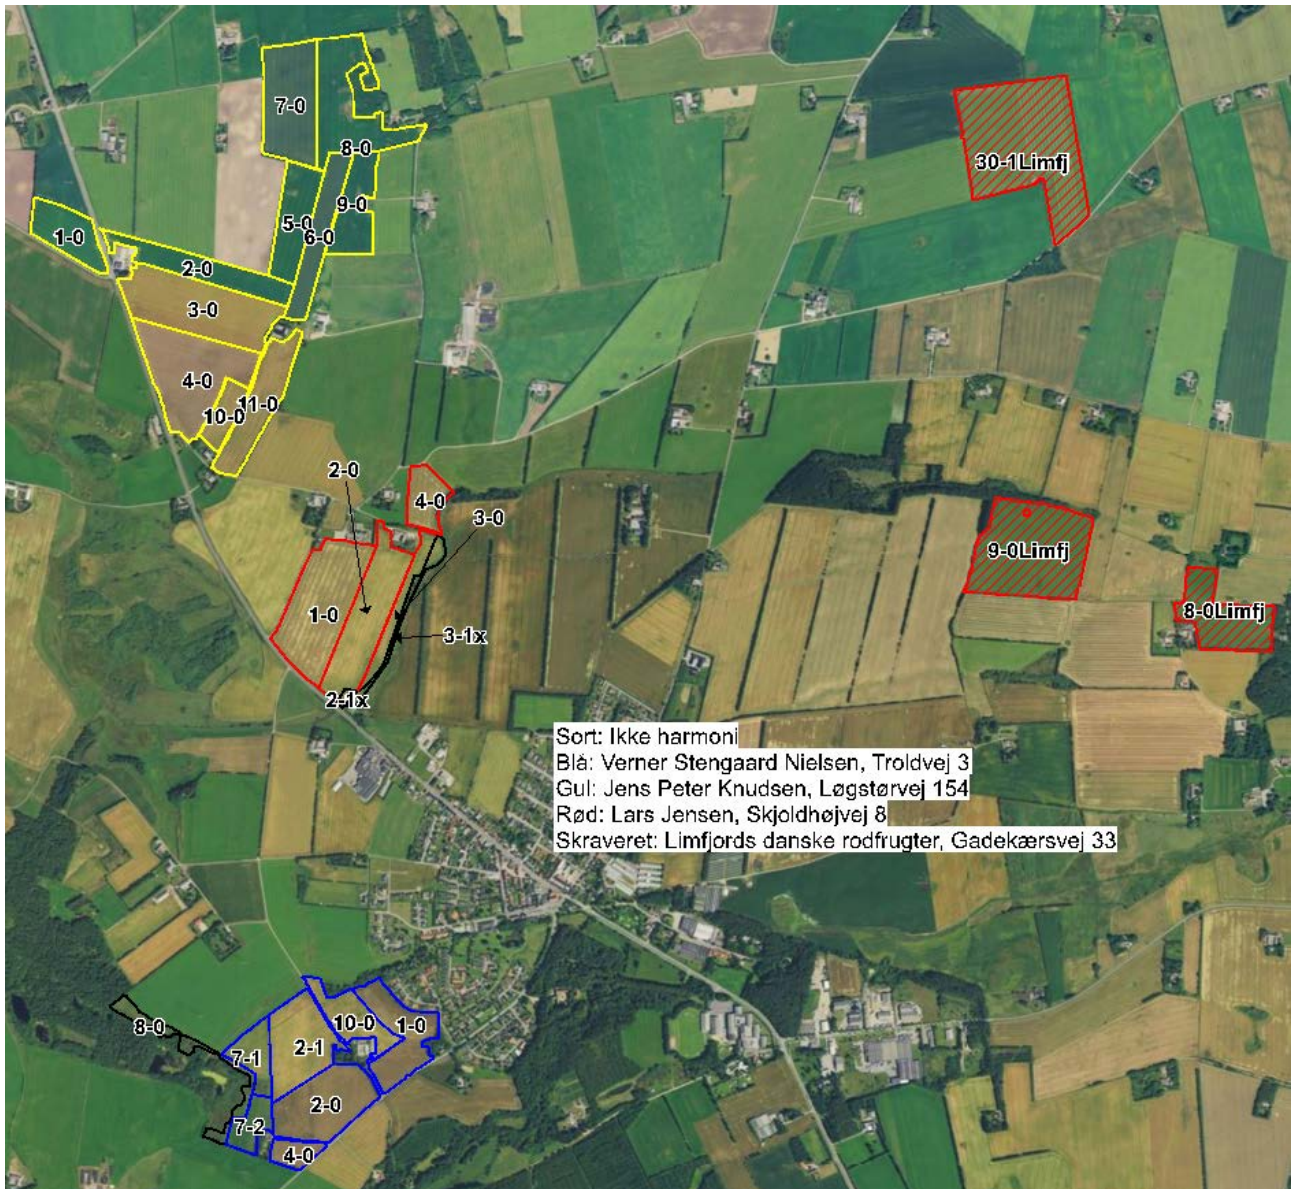 7-0
8-0
30-1Limfj
9-0
5-0
1-0
6-0
2-0
3-0
4-0
11-0
10-0
2-0
4-0
3-0
9-0Limfj
1-0
8-0Limfj
3-1x
2-1x
Sort: Ikke harmoni
Blå: Verner Stengaard Nielsen, Troldvej 3
Gul: Jens Peter Knudsen, Løgstørvej 154
Rød: Lars Jensen, Skjoldhøjvej 8
Skraveret: Limfjords danske rodfrugter, Gadekærsvej 33
8-0
10-0
1-0
2-1
7-1
2-0
7-2
4-0